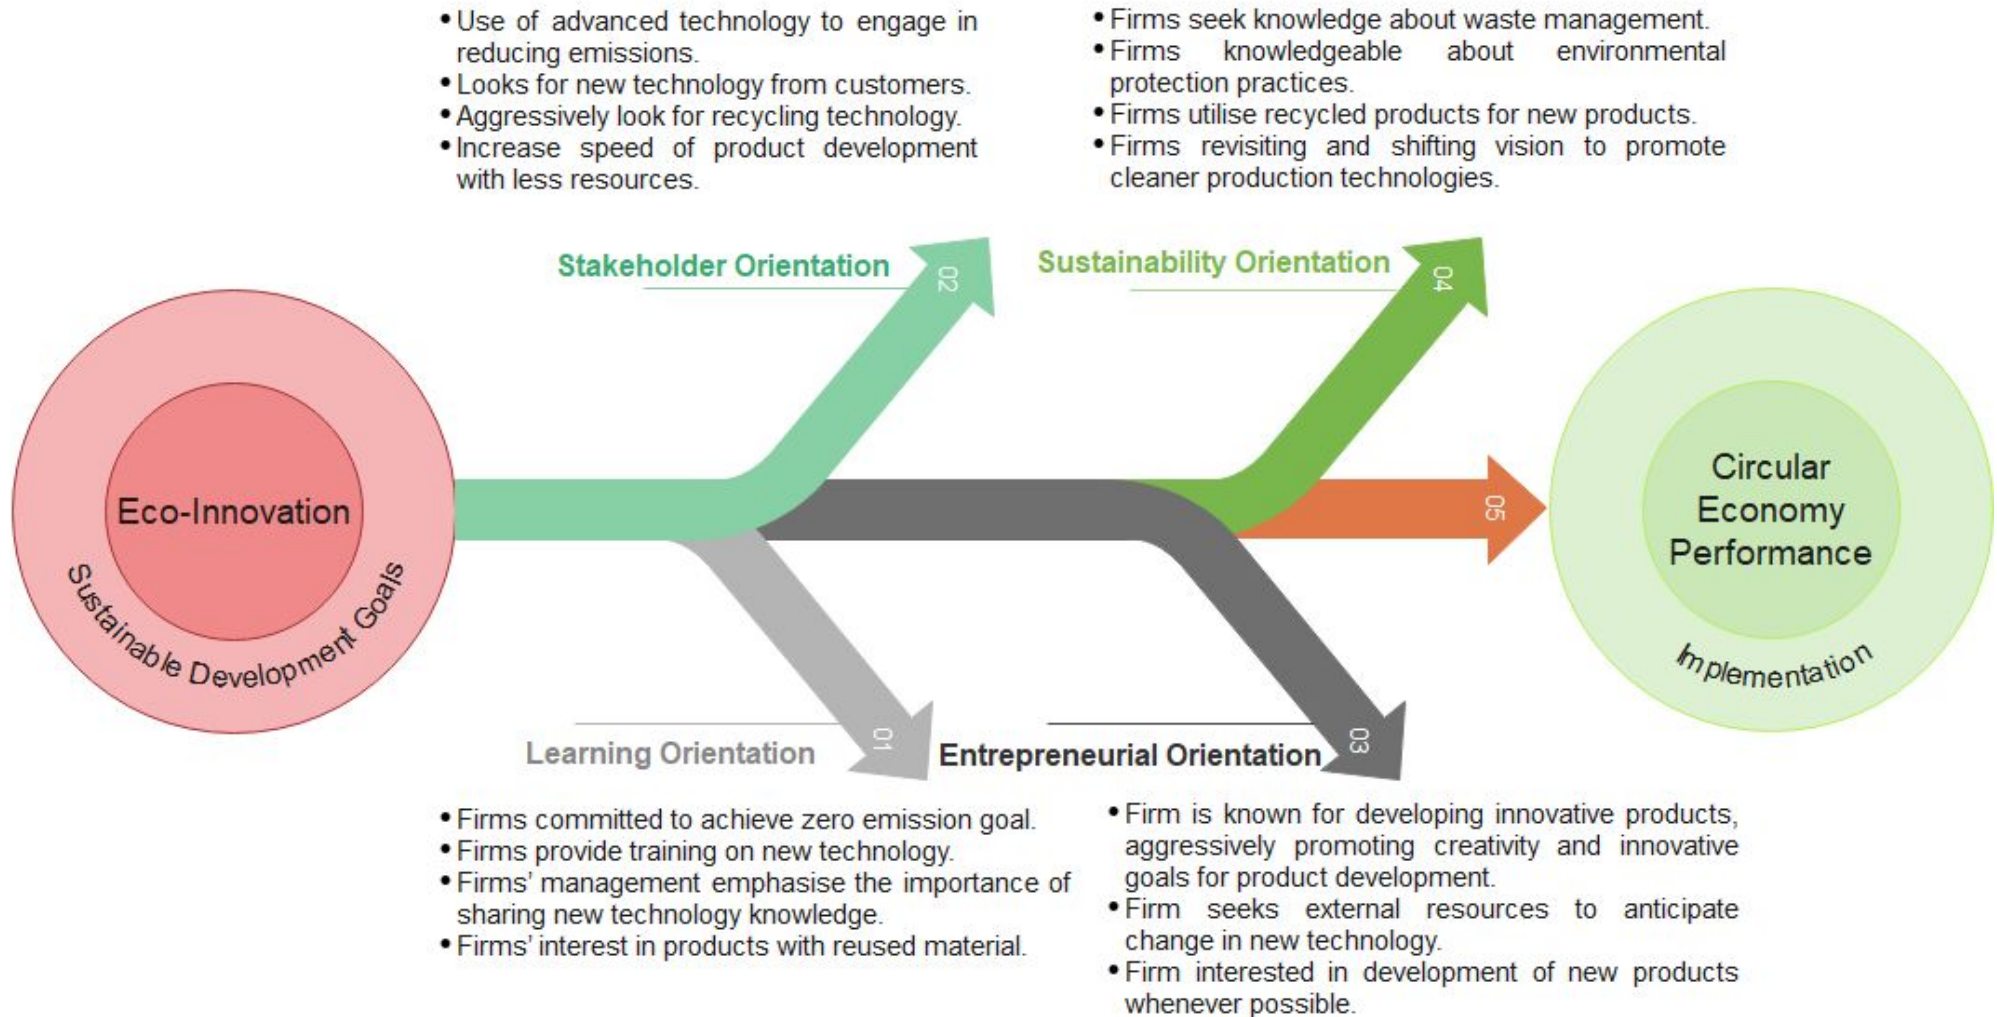 • Use of advanced technology to engage in
reducing emissions.
• Looks for new technology from customers.
• Aggressively look for recycling technology.
• Increase speed of product development
with less resources.
• Firms seek knowledge about waste management.
• Firms knowledgeable about environmental
protection practices.
• Firms utilise recycled products for new products.
• Firms revisiting and shifting vision to promote
cleaner production technologies.
Stakeholder Orientation
02
Sustainability Orientation
04
Eco-Innovation
Sustainable Development Goals
05
Circular
Economy
Performance
Implementation
Learning Orientation
01
Entrepreneurial Orientation
03
• Firms committed to achieve zero emission goal.
• Firms provide training on new technology.
• Firms’ management emphasise the importance of
sharing new technology knowledge.
• Firms’ interest in products with reused material.
• Firm is known for developing innovative products,
aggressively promoting creativity and innovative
goals for product development.
• Firm seeks external resources to anticipate
change in new technology.
• Firm interested in development of new products
whenever possible.